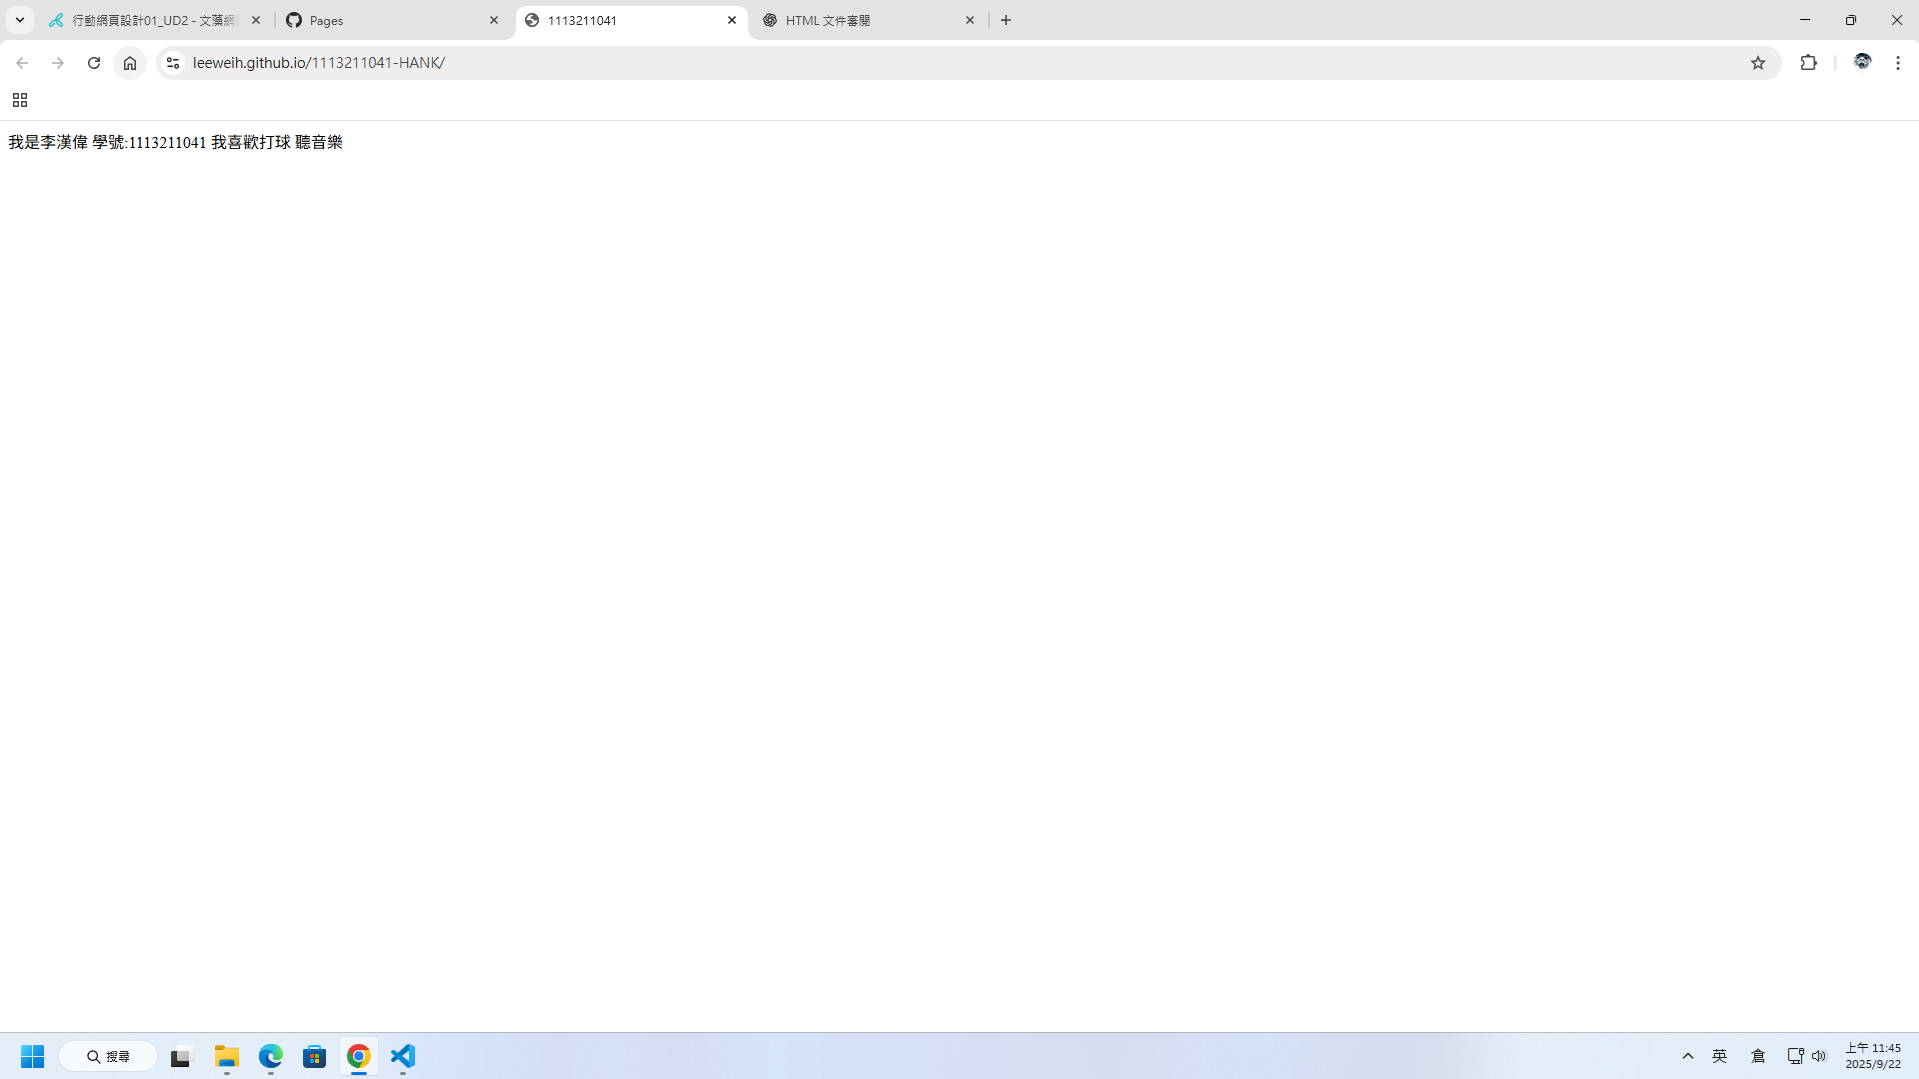 行動網頁設計01_UD2 - 文藻網
Pages
1113211041
HTML 文件審閱
leeweih.github.io/1113211041-HANK/
我是李漢偉 學號:1113211041 我喜歡打球 聽音樂
搜尋
英
倉
上午 11:45
2025/9/22